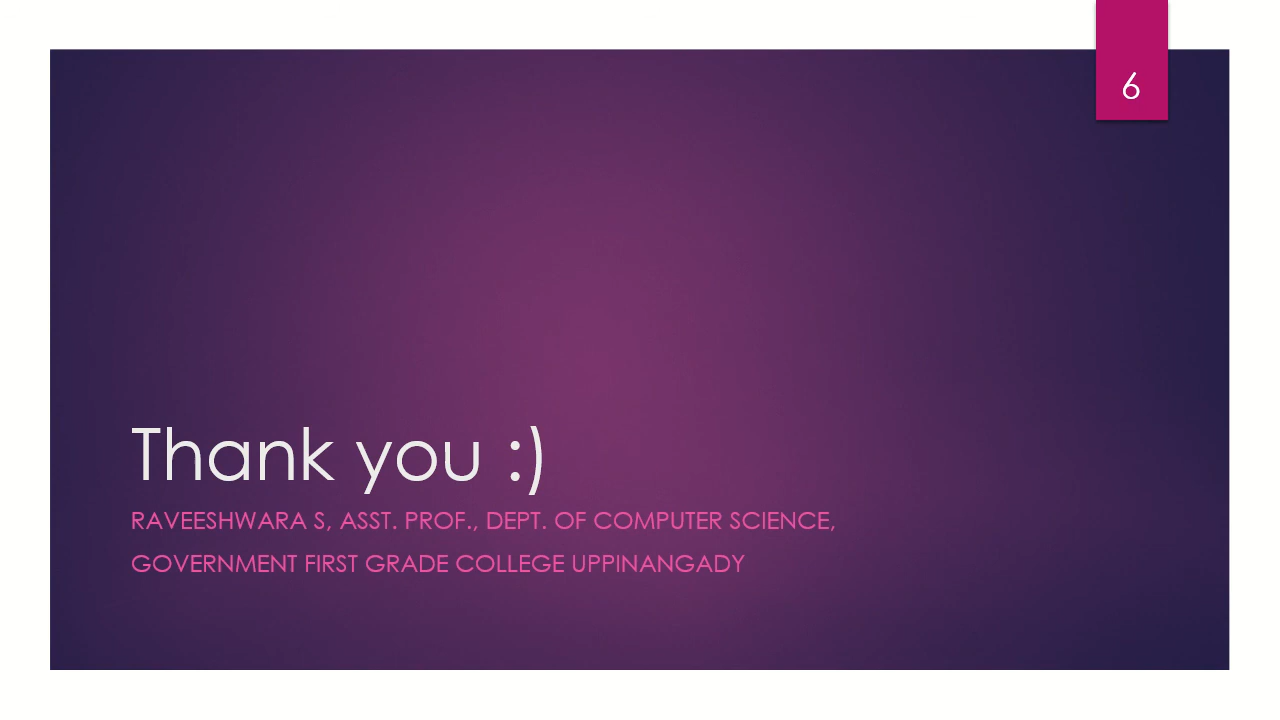 6
Thank you :)
RAVEESHWARA S, ASST. PROF., DEPT. OF COMPUTER SCIENCE,
GOVERNMENT FIRST GRADE COLLEGE UPPINANGADY